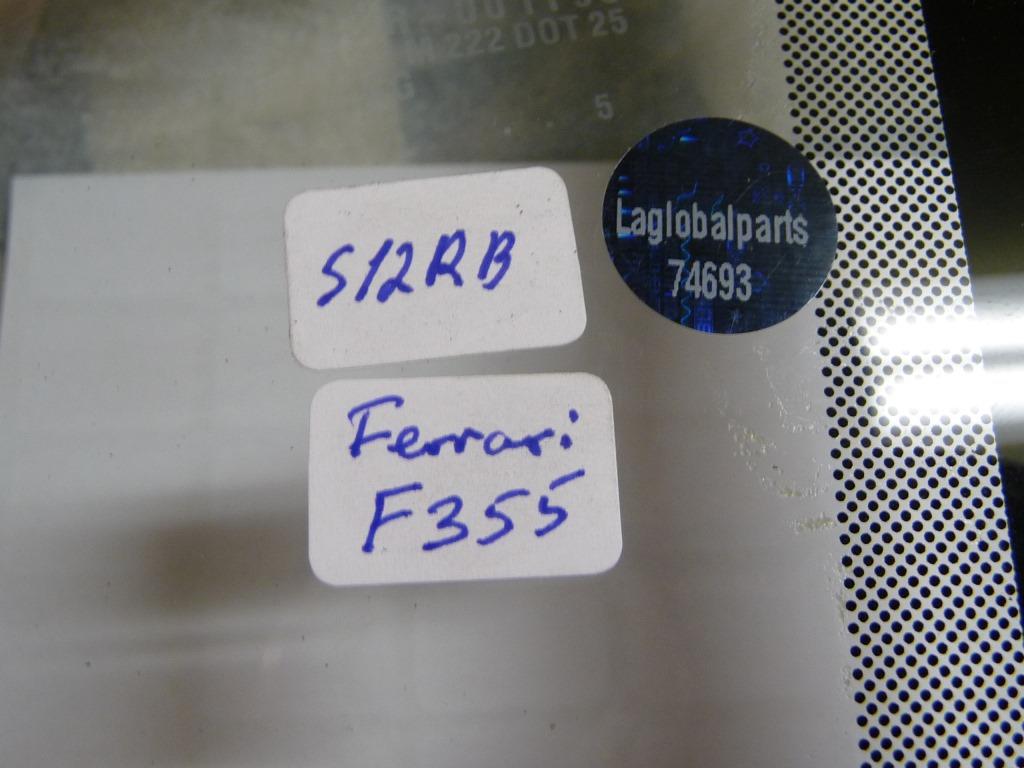 222 DOT 25
5
S12RB
Laglobalparts
74693
Ferrari
F355